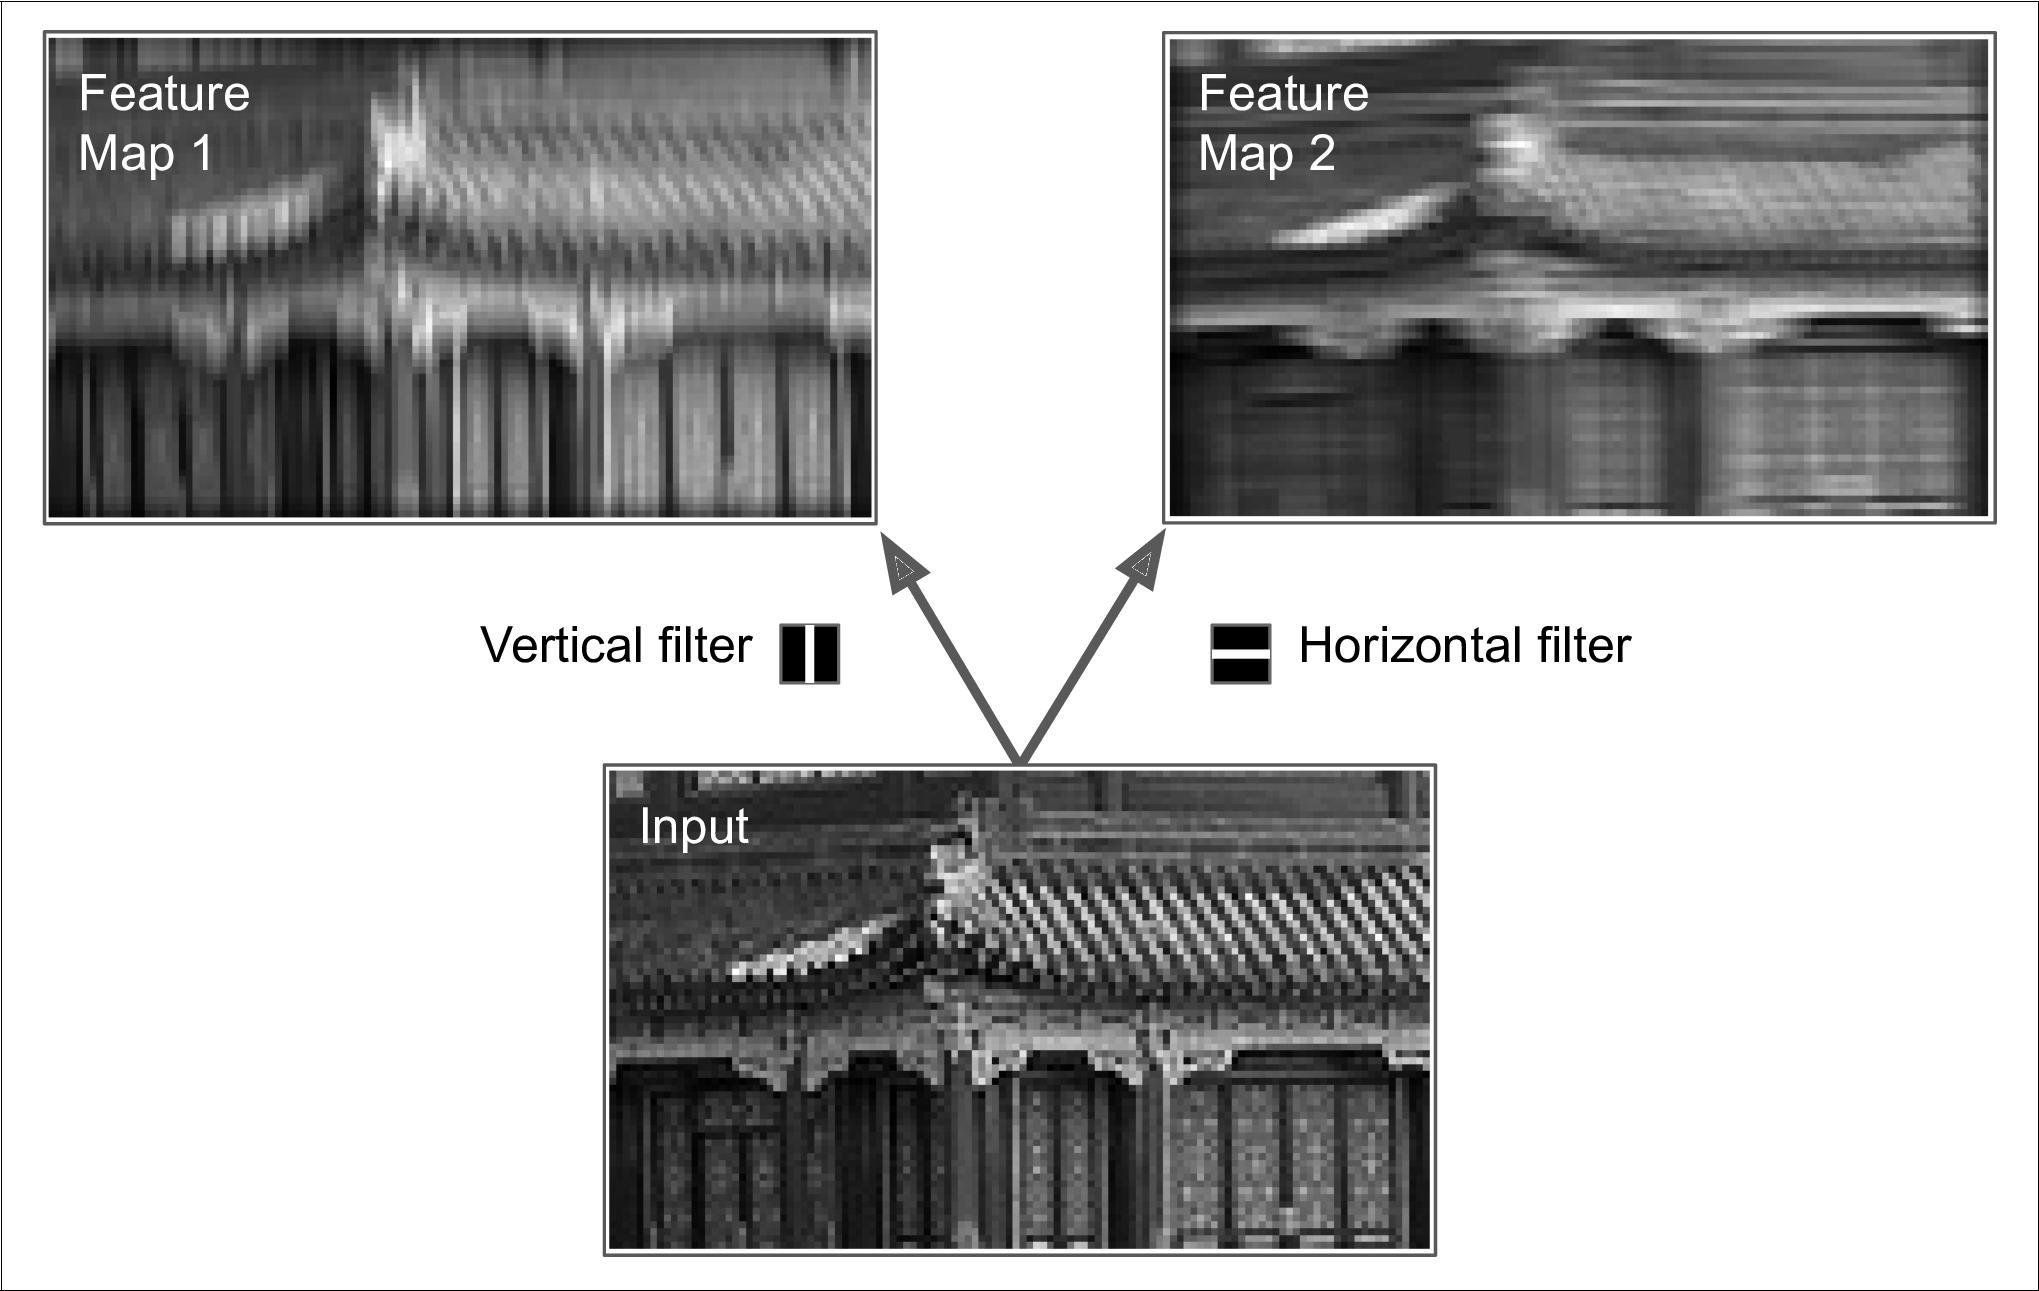 Feature
Map 1
Feature
Map 2
Vertical filter
Horizontal filter
Input